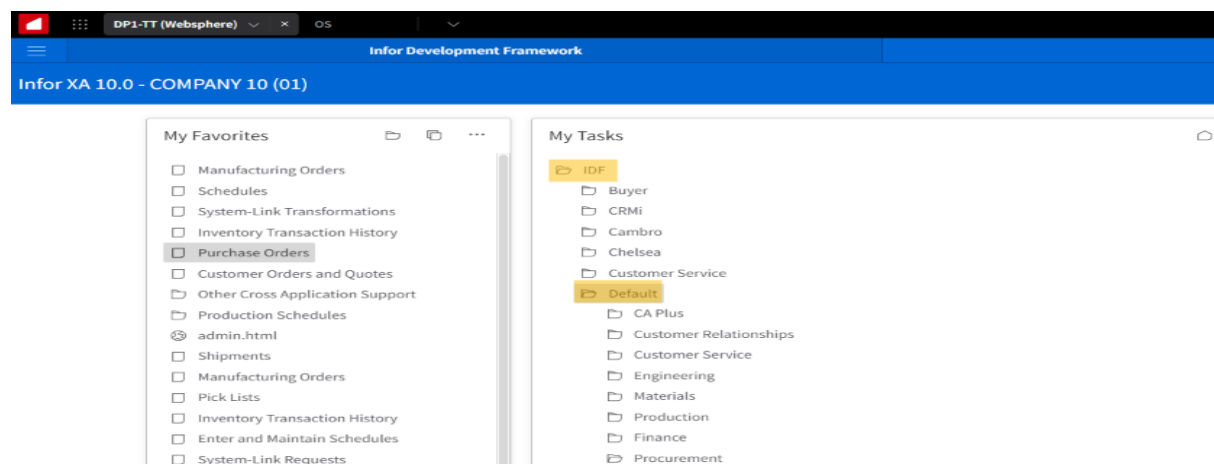 DP1-TT (Websphere) × OS
Infor Development Framework
Infor XA 10.0 - COMPANY 10 (01)
My Favorites
Manufacturing Orders
Schedules
System-Link Transformations
Inventory Transaction History
Purchase Orders
Customer Orders and Quotes
Other Cross Application Support
Production Schedules
admin.html
Shipments
Manufacturing Orders
Pick Lists
Inventory Transaction History
Enter and Maintain Schedules
System-Link Requests
My Tasks
IDF
Buyer
CRMi
Cambro
Chelsea
Customer Service
Default
CA Plus
Customer Relationships
Customer Service
Engineering
Materials
Production
Finance
Procurement